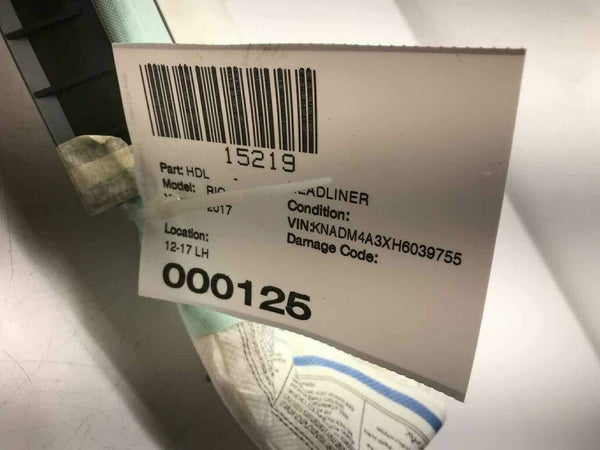 15219
Part: HDL
Model: RIO
2017
HEADLINER
Condition:
VIN:KNADM4A3XH6039755
Damage Code:
Location:
12-17 LH
000125